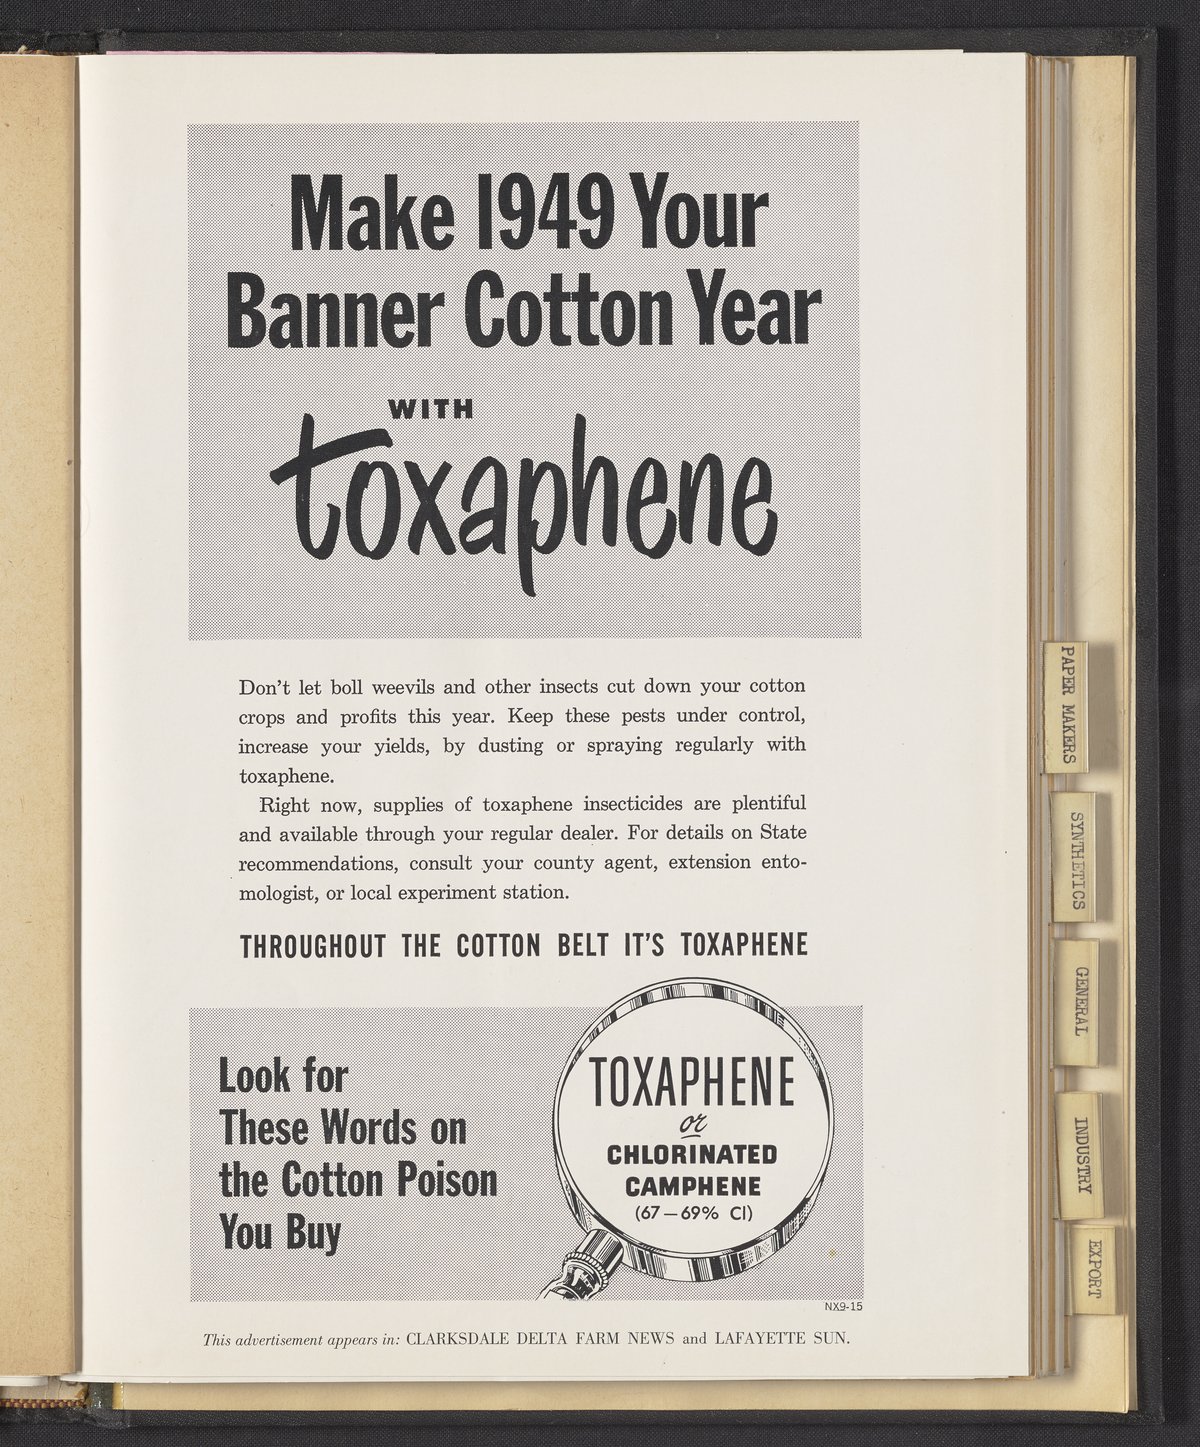 Make 1949 Your
Banner Cotton Year
WITH
toxaphene
Don't let boll weevils and other insects cut down your cotton
crops and profits this year. Keep these pests under control,
increase your yields, by dusting or spraying regularly with
toxaphene.
Right now, supplies of toxaphene insecticides are plentiful
and available through your regular dealer. For details on State
recommendations, consult your county agent, extension ento-
mologist, or local experiment station.
THROUGHOUT THE COTTON BELT IT'S TOXAPHENE
Look for
These Words on
the Cotton Poison
You Buy
TOXAPHENE
or
CHLORINATED
CAMPHENE
(67—69% Cl)
NX9-15
This advertisement appears in: CLARKSDALE DELTA FARM NEWS and LAFAYETTE SUN.
PAPER MAKERS
SYNTHETICS
GENERAL
INDUSTRY
EXPORT